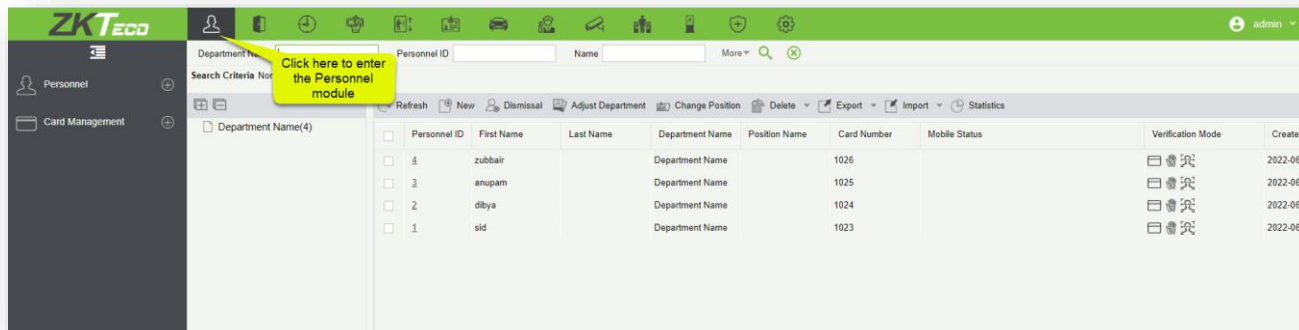 ZKTeco
admin
Click here to enter
the Personnel
module
Department N
Personnel ID
Name
More
Search Criteria Nor
Personnel
Card Management
Refresh New Dismissal Adjust Department Change Position Delete Export Import Statistics
Department Name(4)
Personnel ID First Name Last Name Department Name Position Name Card Number Mobile Status Verification Mode Create
4 zubbair Department Name 1026 2022-06
3 anupam Department Name 1025 2022-06
2 dibya Department Name 1024 2022-06
1 sid Department Name 1023 2022-06